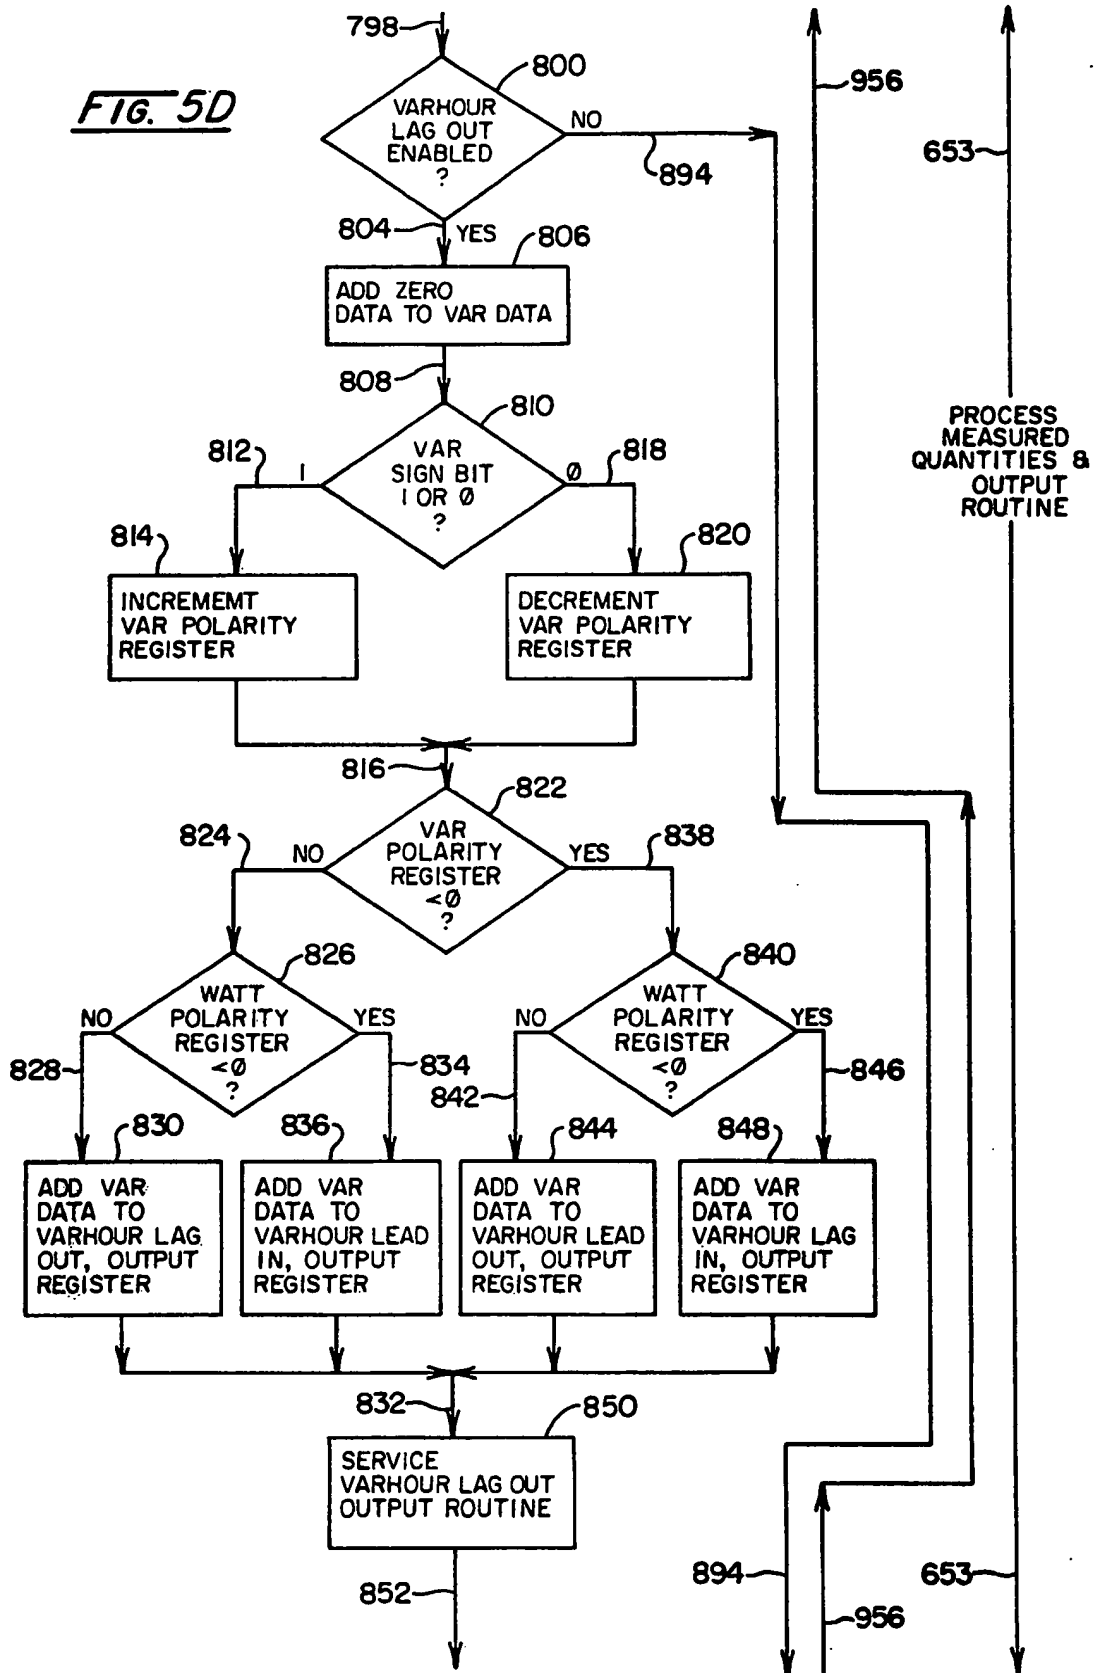 FIG. 5D
798
800
VARHOUR
LAG OUT
ENABLED
?
NO
894
956
653
804
YES
806
ADD ZERO
DATA TO VAR DATA
808
810
VAR
SIGN BIT
1 OR Ø
?
812
1
Ø
818
814
INCREMEMT
VAR POLARITY
REGISTER
820
DECREMENT
VAR POLARITY
REGISTER
PROCESS
MEASURED
QUANTITIES &
OUTPUT
ROUTINE
816
822
VAR
POLARITY
REGISTER
<Ø
?
824
NO
YES
838
826
WATT
POLARITY
REGISTER
<Ø
?
NO
828
YES
834
840
WATT
POLARITY
REGISTER
<Ø
?
NO
842
YES
846
830
ADD VAR
DATA TO
VARHOUR LAG
OUT, OUTPUT
REGISTER
836
ADD VAR
DATA TO
VARHOUR LEAD
IN, OUTPUT
REGISTER
844
ADD VAR
DATA TO
VARHOUR LEAD
OUT, OUTPUT
REGISTER
848
ADD VAR
DATA TO
VARHOUR LAG
IN, OUTPUT
REGISTER
832
850
SERVICE
VARHOUR LAG OUT
OUTPUT ROUTINE
852
894
956
653